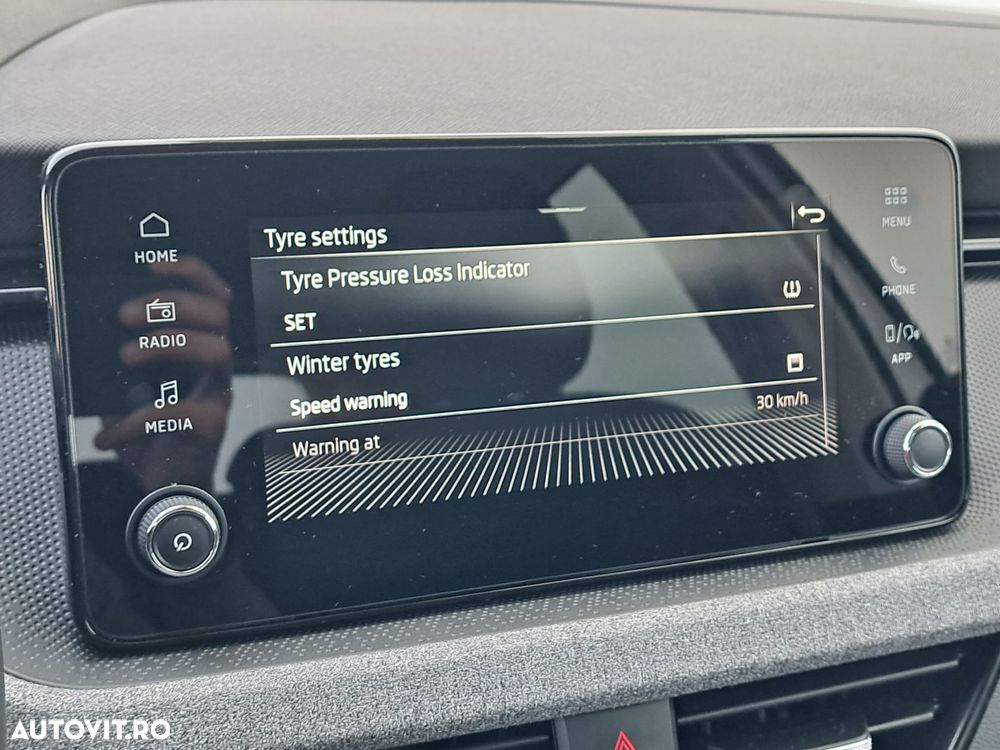 HOME
RADIO
MEDIA
Tyre settings
Tyre Pressure Loss Indicator
SET
Winter tyres
Speed warning
Warning at
30 km/h
MENU
PHONE
APP
AUTOVIT.RO